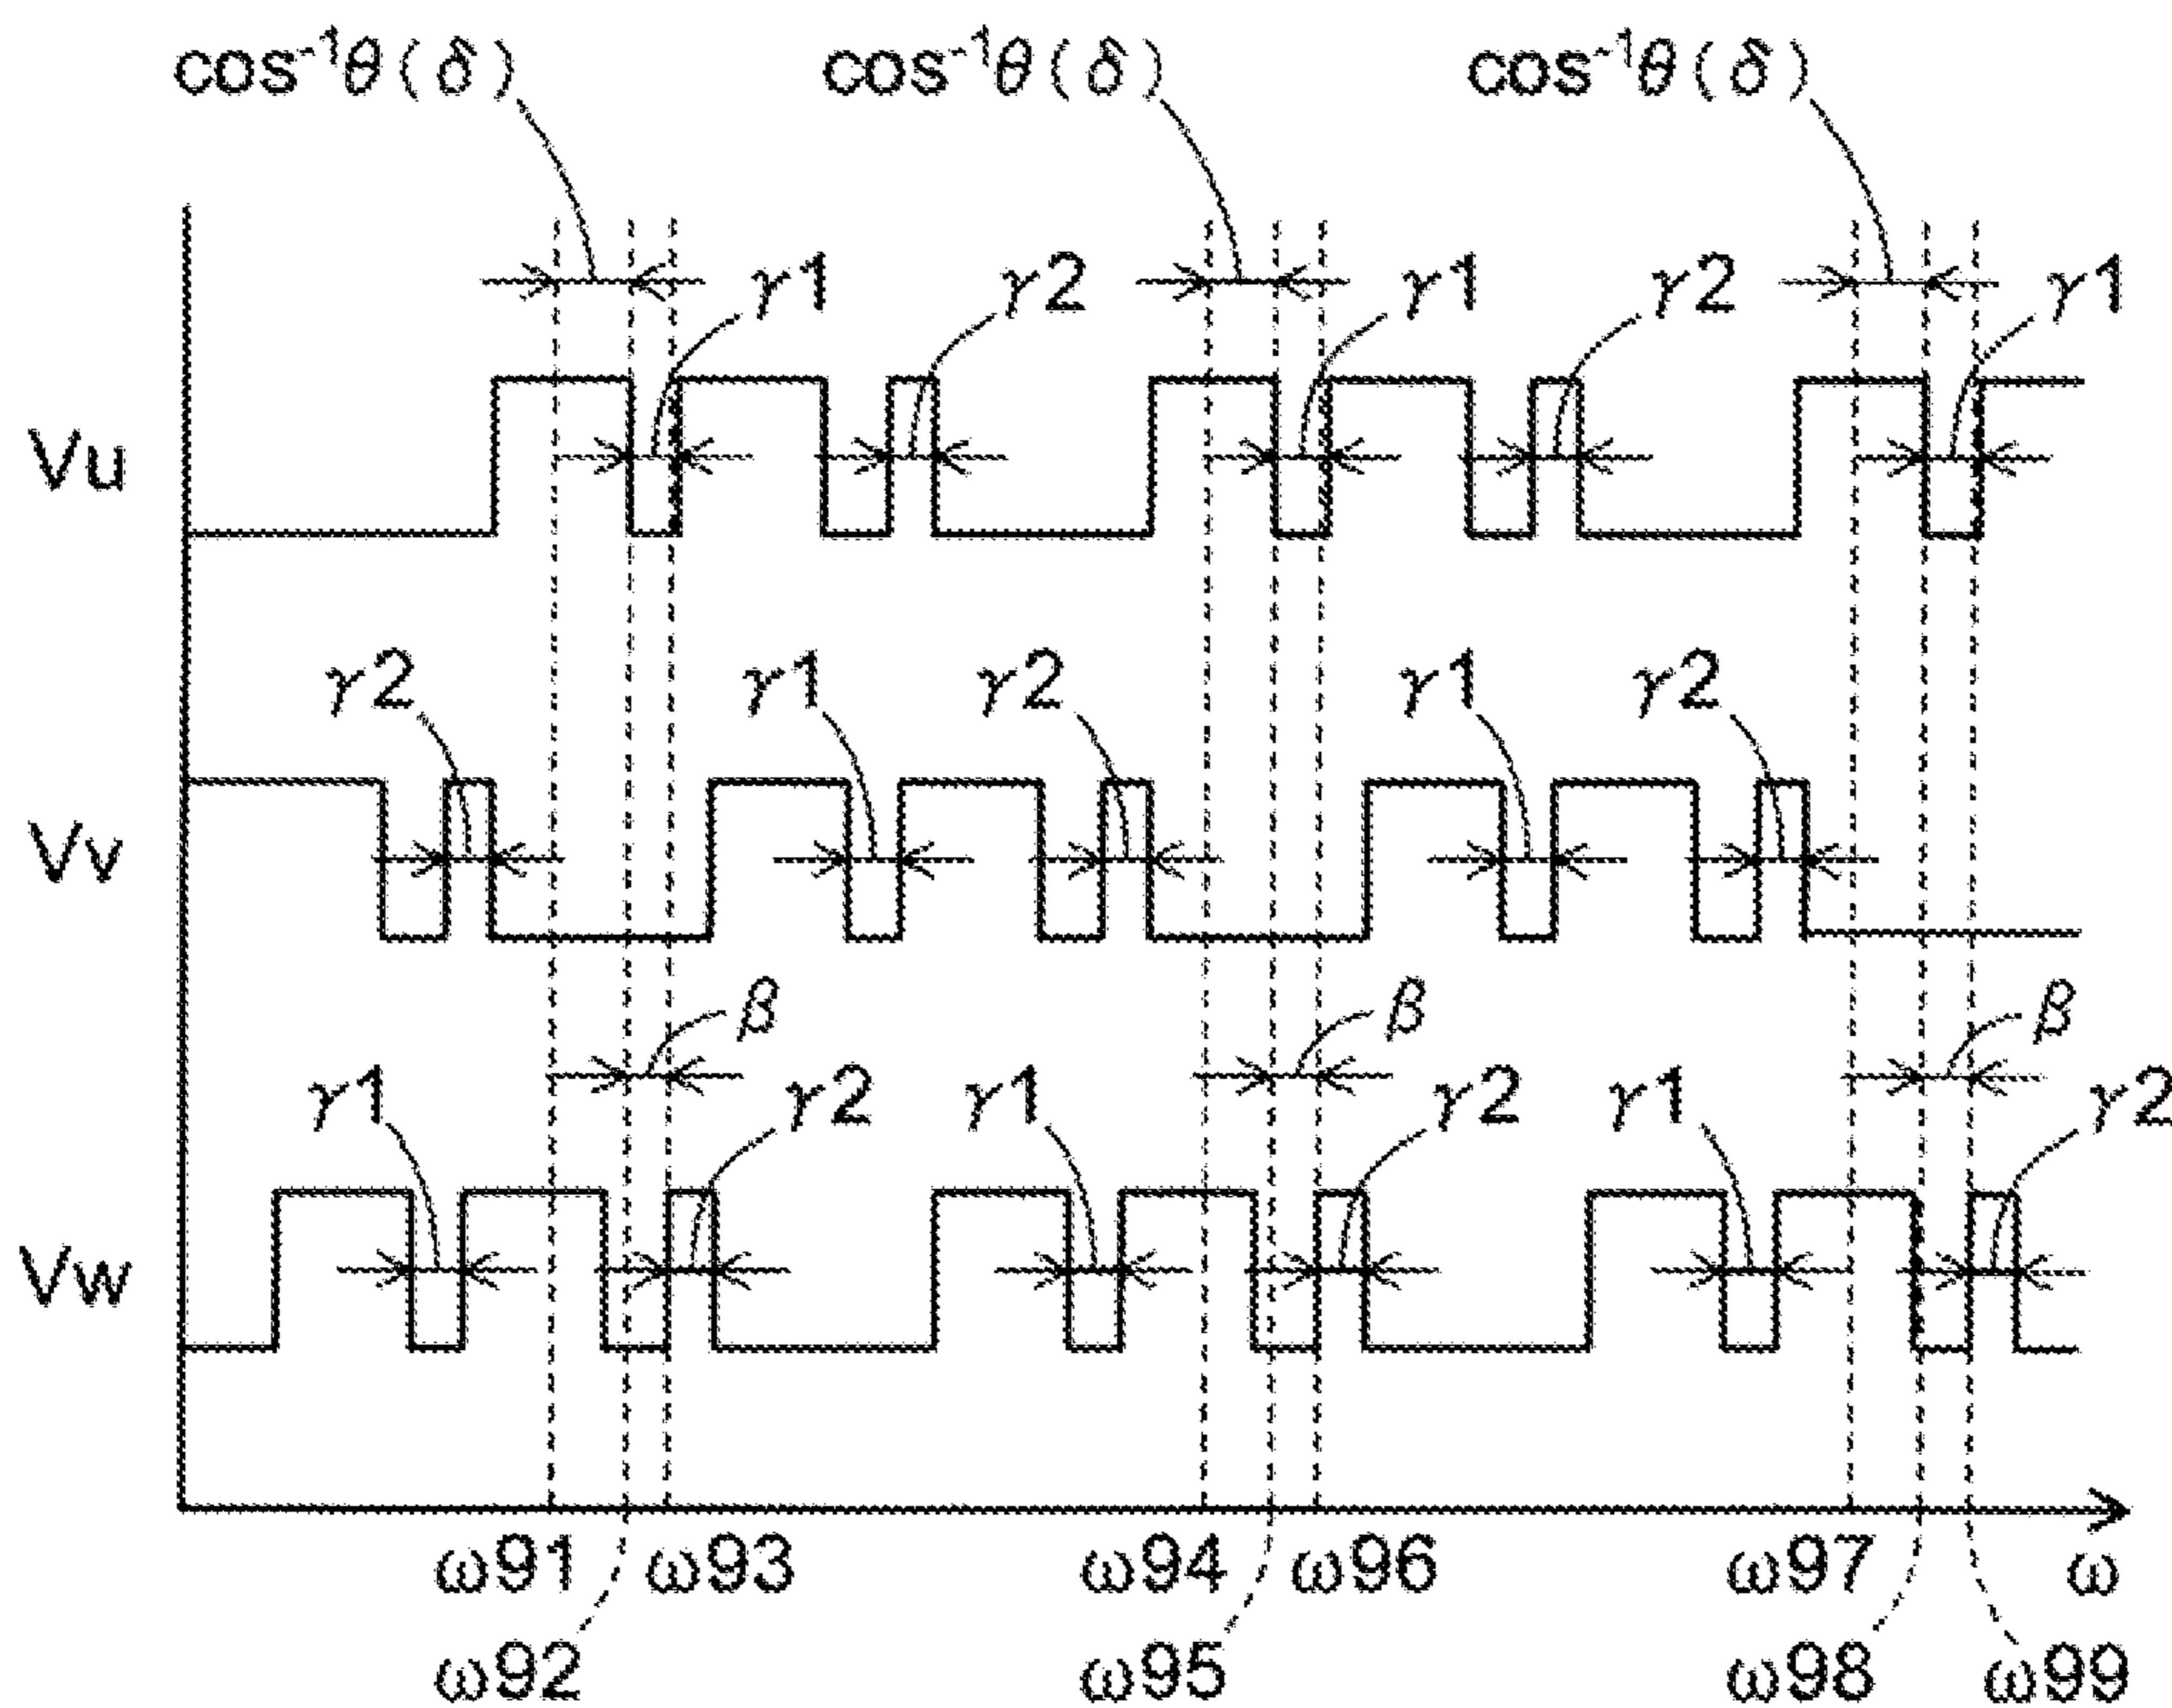 cos⁻¹θ(δ) cos⁻¹θ(δ) cos⁻¹θ(δ)
γ1 γ2 γ1 γ2 γ1
Vu
γ2 γ1 γ2 γ1 γ2
Vv
β β β
γ1 γ2 γ1 γ2 γ1 γ2
Vw
ω91 ω93 ω94 ω96 ω97 ω
ω92 ω95 ω98 ω99